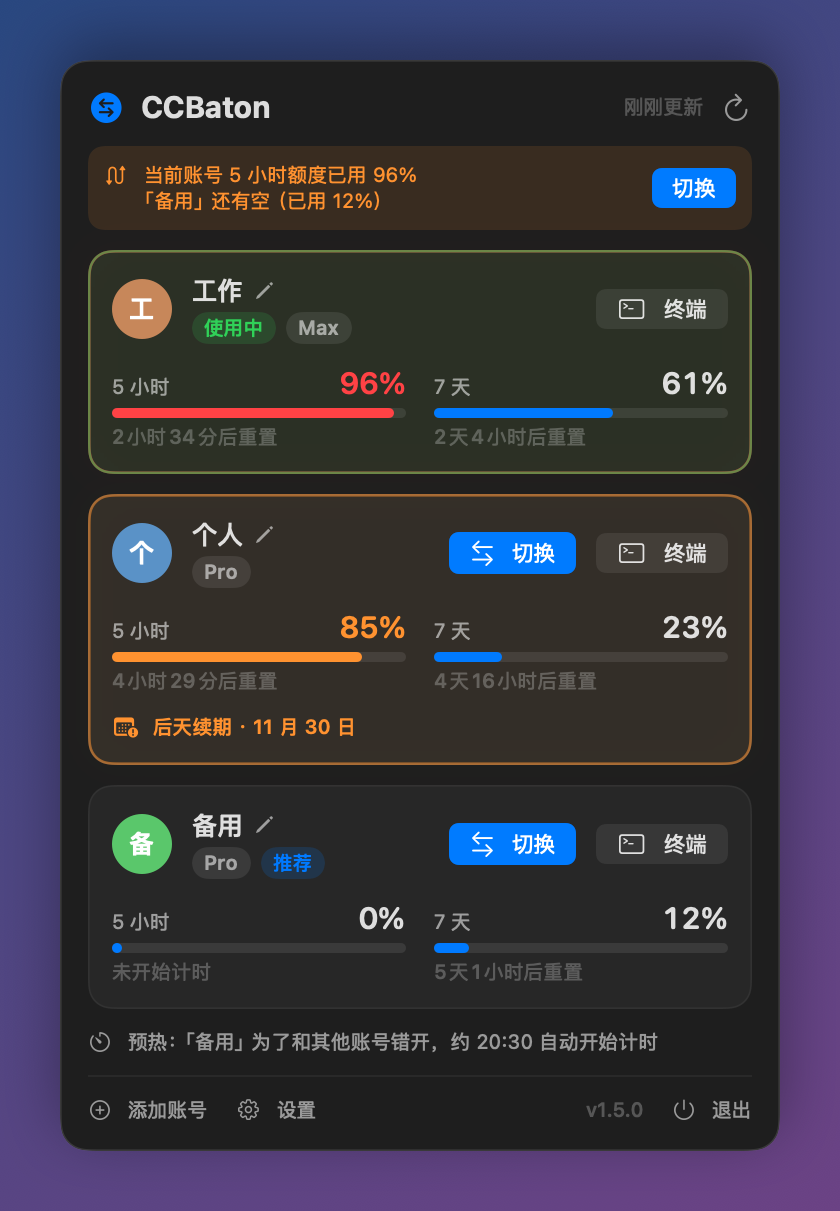 CCBaton
刚刚更新
当前账号 5 小时额度已用 96%
「备用」还有空（已用 12%）
切换
工
工作
使用中
Max
终端
5 小时
96%
7 天
61%
2小时34分后重置
2天4小时后重置
个
个人
Pro
切换
终端
5 小时
85%
7 天
23%
4小时29分后重置
4天16小时后重置
后天续期 · 11 月 30 日
备
备用
Pro
推荐
切换
终端
5 小时
0%
7 天
12%
未开始计时
5天1小时后重置
预热：「备用」为了和其他账号错开，约 20:30 自动开始计时
添加账号
设置
v1.5.0
退出